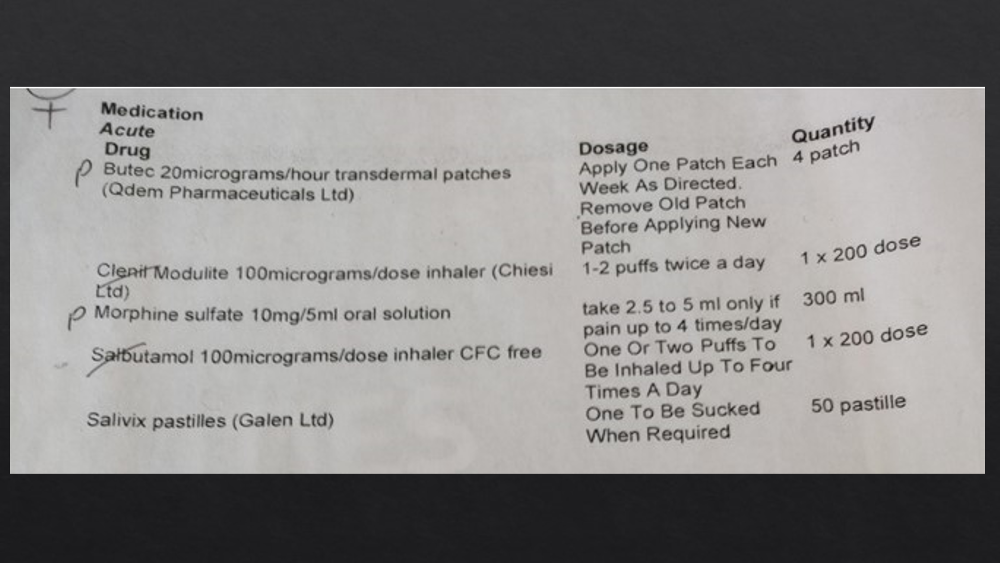 Medication
Acute
Drug
Dosage
Quantity
Butec 20micrograms/hour transdermal patches
(Qdem Pharmaceuticals Ltd)
Apply One Patch Each
Week As Directed.
Remove Old Patch
Before Applying New
Patch
4 patch
Clenil Modulite 100micrograms/dose inhaler (Chiesi
Ltd)
1-2 puffs twice a day
1 x 200 dose
P Morphine sulfate 10mg/5ml oral solution
take 2.5 to 5 ml only if
pain up to 4 times/day
300 ml
Salbutamol 100micrograms/dose inhaler CFC free
One Or Two Puffs To
Be Inhaled Up To Four
Times A Day
1 x 200 dose
Salivix pastilles (Galen Ltd)
One To Be Sucked
When Required
50 pastille